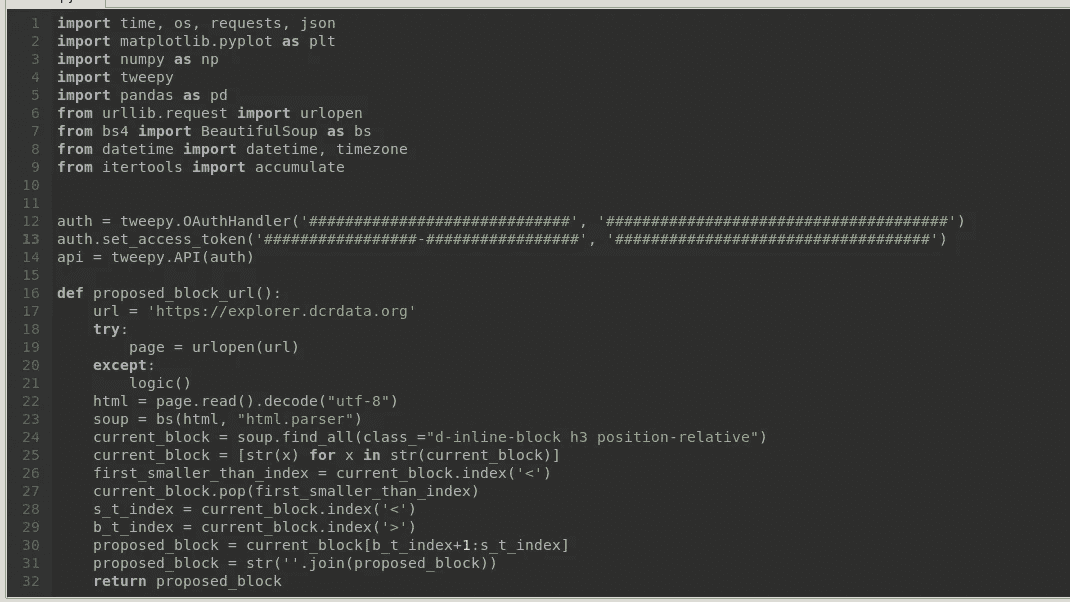 1 import time, os, requests, json
2 import matplotlib.pyplot as plt
3 import numpy as np
4 import tweepy
5 import pandas as pd
6 from urllib.request import urlopen
7 from bs4 import BeautifulSoup as bs
8 from datetime import datetime, timezone
9 from itertools import accumulate
10
11
12 auth = tweepy.OAuthHandler('#############################', '######################################')
13 auth.set_access_token('#################-#################', '###################################')
14 api = tweepy.API(auth)
15
16 def proposed_block_url():
17     url = 'https://explorer.dcrdata.org'
18     try:
19         page = urlopen(url)
20     except:
21         logic()
22     html = page.read().decode("utf-8")
23     soup = bs(html, "html.parser")
24     current_block = soup.find_all(class_="d-inline-block h3 position-relative")
25     current_block = [str(x) for x in str(current_block)]
26     first_smaller_than_index = current_block.index('<')
27     current_block.pop(first_smaller_than_index)
28     s_t_index = current_block.index('<')
29     b_t_index = current_block.index('>')
30     proposed_block = current_block[b_t_index+1:s_t_index]
31     proposed_block = str(''.join(proposed_block))
32     return proposed_block